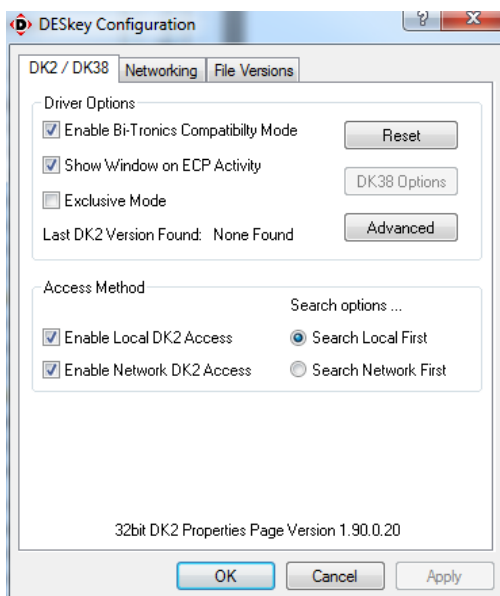 DESkey Configuration
?
DK2 / DK38 Networking File Versions
Driver Options
Enable Bi-Tronics Compatibilty Mode Reset
Show Window on ECP Activity
DK38 Options
Exclusive Mode
Last DK2 Version Found: None Found Advanced
Access Method
Search options ...
Enable Local DK2 Access Search Local First
Enable Network DK2 Access Search Network First
32bit DK2 Properties Page Version 1.90.0.20
OK Cancel Apply